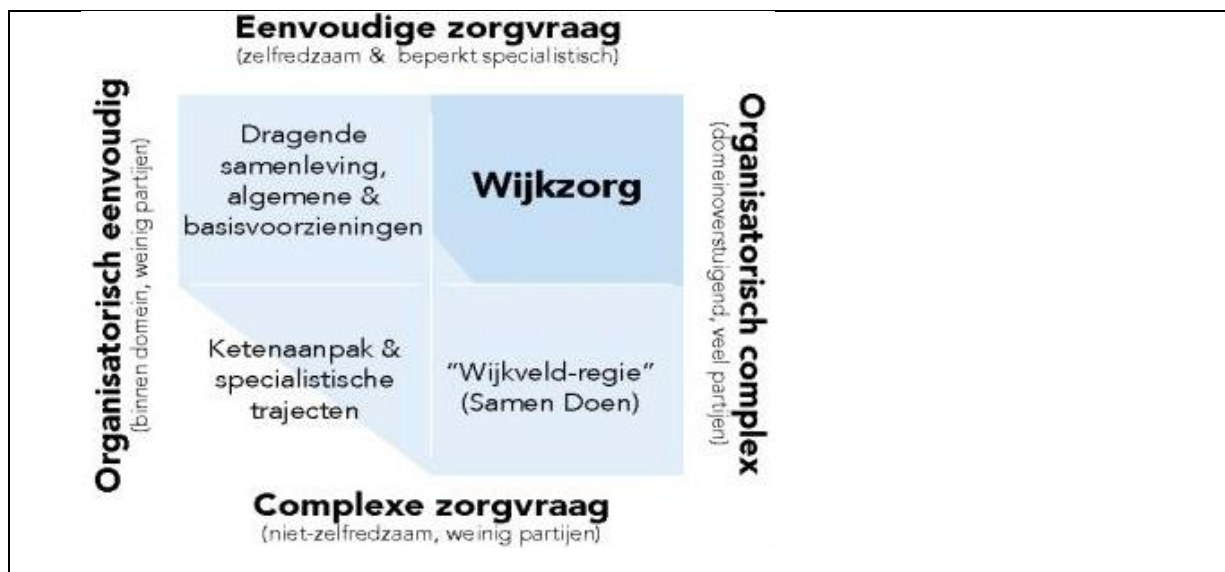 Eenvoudige zorgvraag
(zelfredzaam & beperkt specialistisch)
Organisatorisch eenvoudig
(binnen domein, weinig partijen)
Dragende
samenleving,
algemene &
basisvoorzieningen
Wijkzorg
Ketenaanpak &
specialistische
trajecten
“Wijkveld-regie”
(Samen Doen)
Organisatorisch complex
(domeinoverstuigend, veel partijen)
Complexe zorgvraag
(niet-zelfredzaam, weinig partijen)